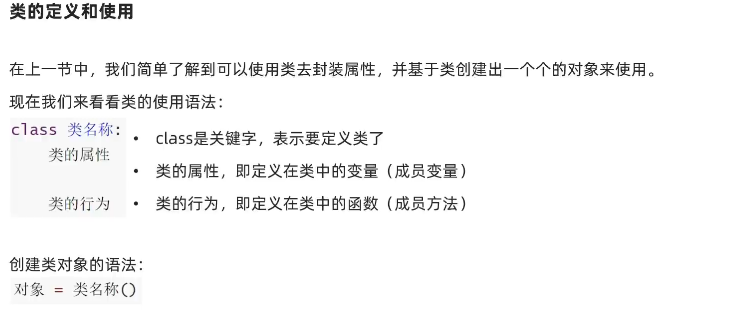 类的定义和使用
在上一节中，我们简单了解到可以使用类去封装属性，并基于类创建出一个个的对象来使用。
现在我们来看看类的使用语法：
class 类名称:
    类的属性

    类的行为
• class是关键字，表示要定义类了
• 类的属性，即定义在类中的变量（成员变量）
• 类的行为，即定义在类中的函数（成员方法）
创建类对象的语法：
对象 = 类名称()